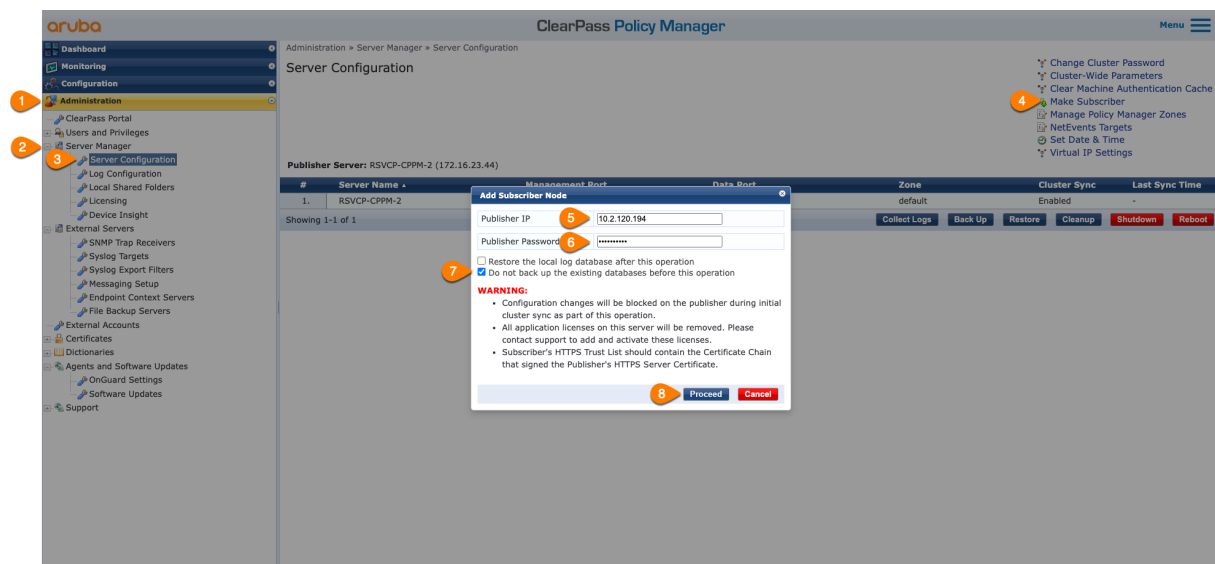 aruba
ClearPass Policy Manager
Menu
Dashboard
Monitoring
Configuration
1
Administration
ClearPass Portal
Users and Privileges
2
Server Manager
3
Server Configuration
Log Configuration
Local Shared Folders
Licensing
Device Insight
External Servers
SNMP Trap Receivers
Syslog Targets
Syslog Export Filters
Messaging Setup
Endpoint Context Servers
File Backup Servers
External Accounts
Certificates
Dictionaries
Agents and Software Updates
OnGuard Settings
Software Updates
Support
Administration » Server Manager » Server Configuration
Server Configuration
Change Cluster Password
Cluster-Wide Parameters
Clear Machine Authentication Cache
4
Make Subscriber
Manage Policy Manager Zones
NetEvents Targets
Set Date & Time
Virtual IP Settings
Publisher Server: RSVCP-CPPM-2 (172.16.23.44)
# Server Name Management Port Data Port Zone Cluster Sync Last Sync Time
1. RSVCP-CPPM-2 default Enabled -
Showing 1-1 of 1
Collect Logs Back Up Restore Cleanup Shutdown Reboot
Add Subscriber Node
Publisher IP 5 10.2.120.194
Publisher Password 6 ••••••••••
Restore the local log database after this operation
7
Do not back up the existing databases before this operation
WARNING:
• Configuration changes will be blocked on the publisher during initial
cluster sync as part of this operation.
• All application licenses on this server will be removed. Please
contact support to add and activate these licenses.
• Subscriber's HTTPS Trust List should contain the Certificate Chain
that signed the Publisher's HTTPS Server Certificate.
8 Proceed Cancel